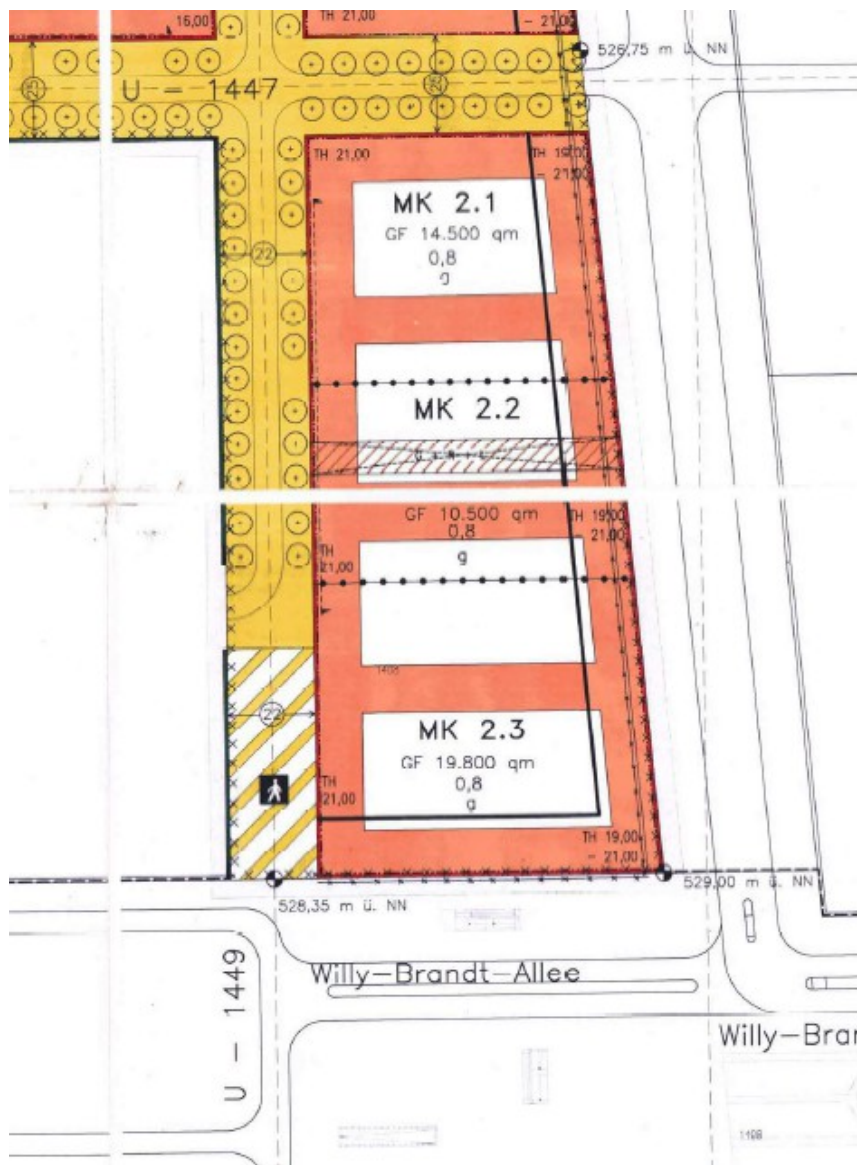 16,00
TH 21,00
- 21,00
526,75 m ü. NN
25
U - 1447
TH 21,00
TH 19,00
- 21,00
MK 2.1
GF 14.500 qm
0,8
g
22
MK 2.2
GF 10.500 qm
0,8
g
TH 19,00
- 21,00
TH
21,00
1408
22
MK 2.3
GF 19.800 qm
0,8
g
TH
21,00
TH 19,00
- 21,00
529,00 m ü. NN
528,35 m ü. NN
Willy-Brandt-Allee
U - 1449
Willy-Bran